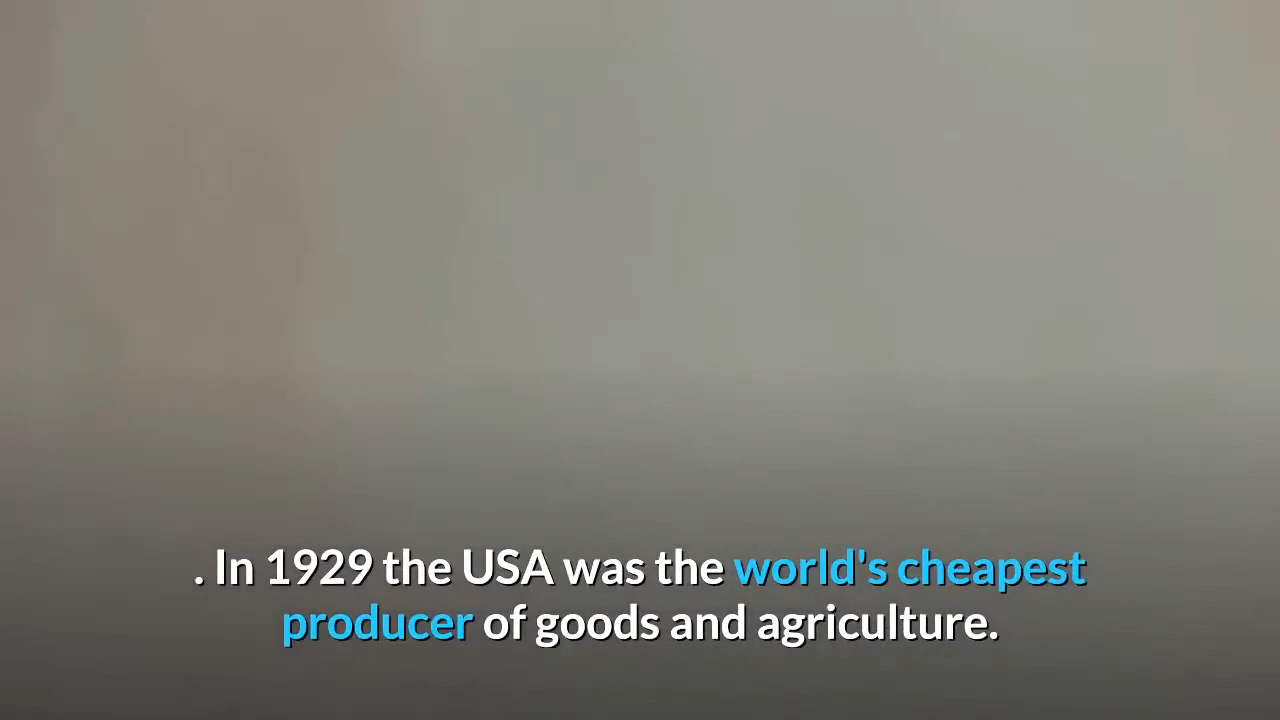 . In 1929 the USA was the world's cheapest
producer of goods and agriculture.